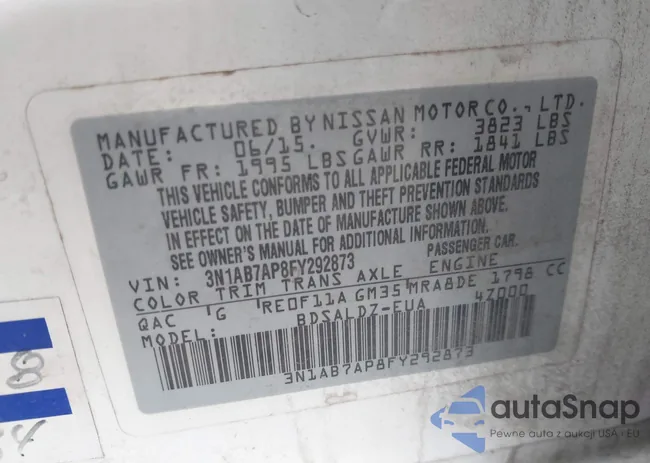 MANUFACTURED BY NISSAN MOTOR CO., LTD.
DATE: 06/15. GVWR: 3823 LBS
GAWR FR: 1995 LBS GAWR RR: 1841 LBS
THIS VEHICLE CONFORMS TO ALL APPLICABLE FEDERAL MOTOR
VEHICLE SAFETY, BUMPER AND THEFT PREVENTION STANDARDS
IN EFFECT ON THE DATE OF MANUFACTURE SHOWN ABOVE.
SEE OWNER'S MANUAL FOR ADDITIONAL INFORMATION.
VIN: 3N1AB7AP8FY292873 PASSENGER CAR.
COLOR TRIM TRANS AXLE ENGINE
QAC G RE0F11A GM35 MRA8DE 1798 CC
MODEL: BDSALDZ-EUA 4Z000
3N1AB7AP8FY292873
8
autoSnap
Pewne auta z aukcji USA - EU